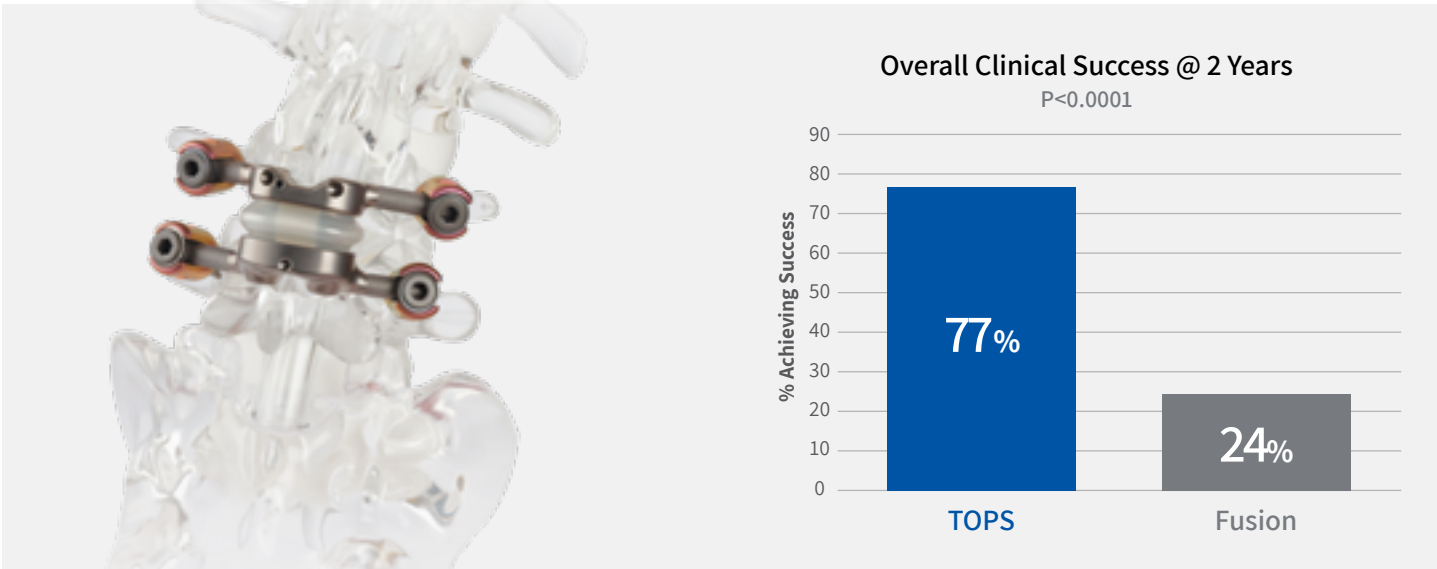 Overall Clinical Success @ 2 Years
P<0.0001
% Achieving Success
90
80
70
60
50
40
30
20
10
0
77%
24%
TOPS
Fusion